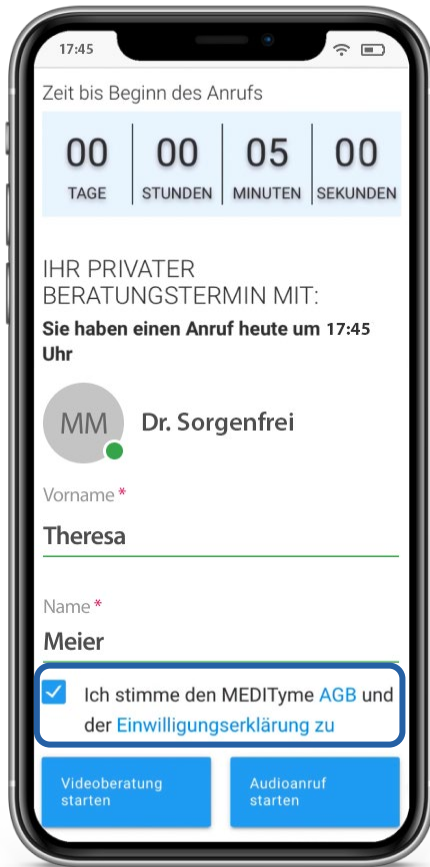 17:45
Zeit bis Beginn des Anrufs
00 00 05 00
TAGE STUNDEN MINUTEN SEKUNDEN
IHR PRIVATER
BERATUNGSTERMIN MIT:
Sie haben einen Anruf heute um 17:45
Uhr
MM Dr. Sorgenfrei
Vorname *
Theresa
Name *
Meier
Ich stimme den MEDITyme AGB und
der Einwilligungserklärung zu
Videoberatung Audioanruf
starten starten